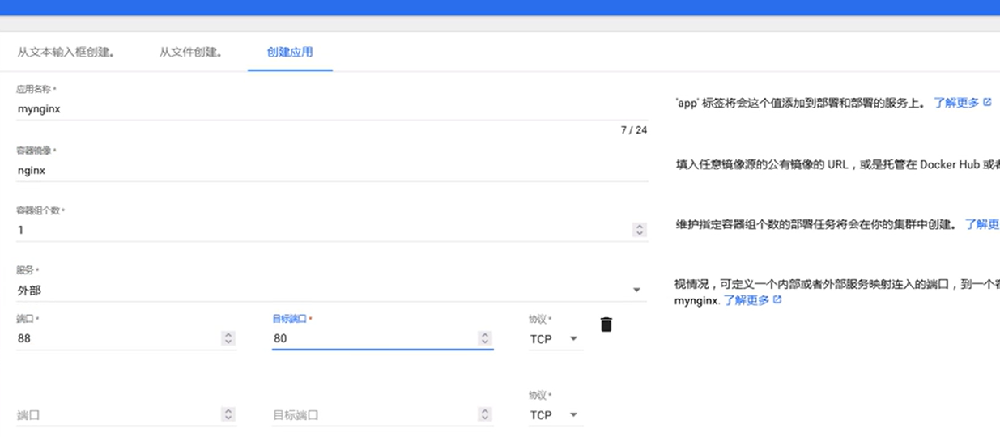 从文本输入框创建。 从文件创建。 创建应用
应用名称 *
mynginx
'app' 标签将会这个值添加到部署和部署的服务上。 了解更多
7 / 24
容器镜像 *
nginx
填入任意镜像源的公有镜像的 URL，或是托管在 Docker Hub 或者
容器组个数 *
1
维护指定容器组个数的部署任务将会在你的集群中创建。 了解更
服务 *
外部
视情况，可定义一个内部或者外部服务映射连入的端口，到一个容
mynginx. 了解更多
端口 * 目标端口 * 协议 *
88 80 TCP
协议 *
端口 目标端口 TCP